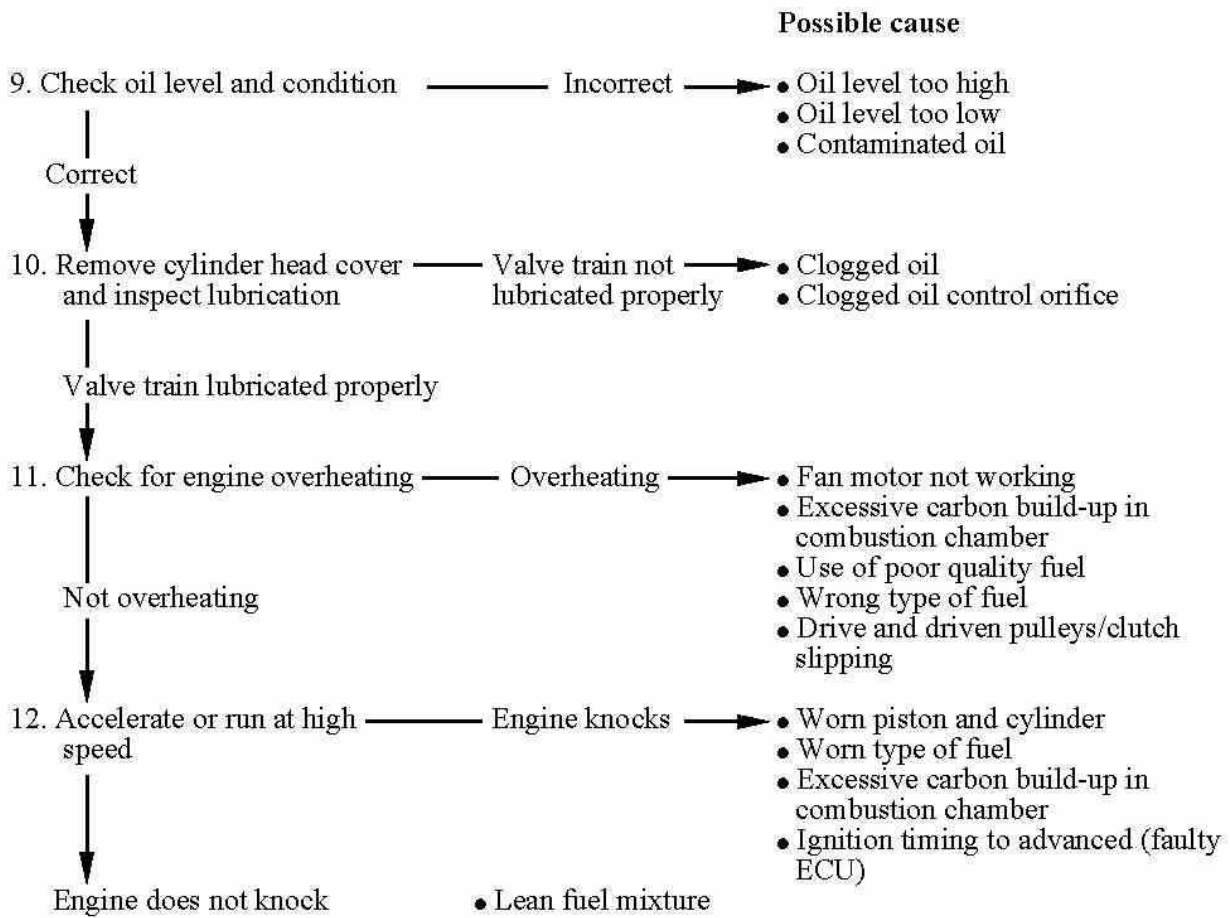 Possible cause
9. Check oil level and condition Incorrect • Oil level too high
• Oil level too low
• Contaminated oil
Correct
10. Remove cylinder head cover Valve train not • Clogged oil
and inspect lubrication lubricated properly • Clogged oil control orifice
Valve train lubricated properly
11. Check for engine overheating Overheating • Fan motor not working
• Excessive carbon build-up in
combustion chamber
• Use of poor quality fuel
Not overheating • Wrong type of fuel
• Drive and driven pulleys/clutch
slipping
12. Accelerate or run at high Engine knocks • Worn piston and cylinder
speed • Worn type of fuel
• Excessive carbon build-up in
combustion chamber
• Ignition timing to advanced (faulty
ECU)
Engine does not knock • Lean fuel mixture